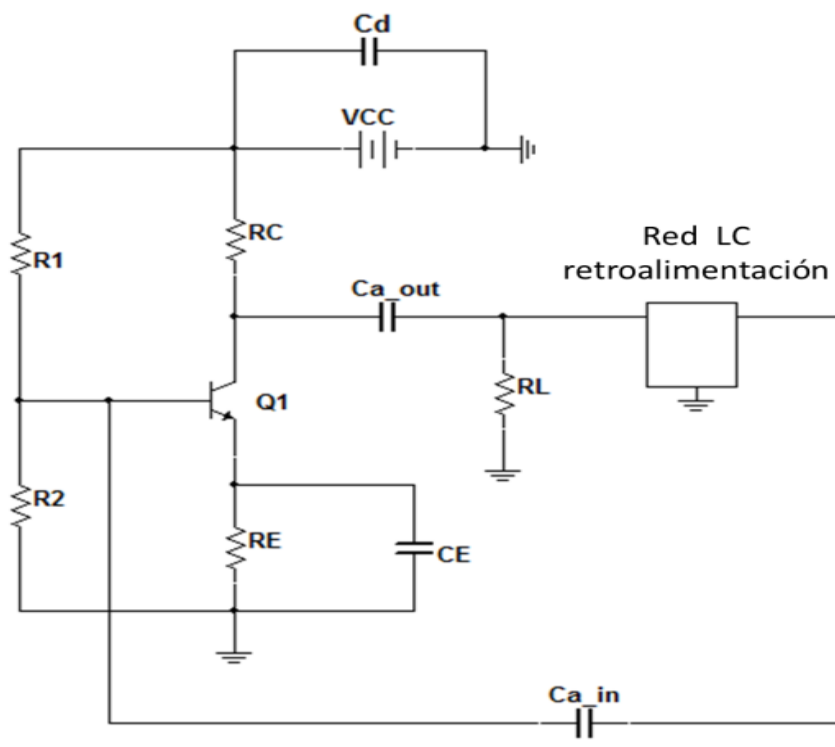 Cd
VCC
R1
RC
Red LC
retroalimentación
Ca_out
RL
Q1
R2
RE
CE
Ca_in